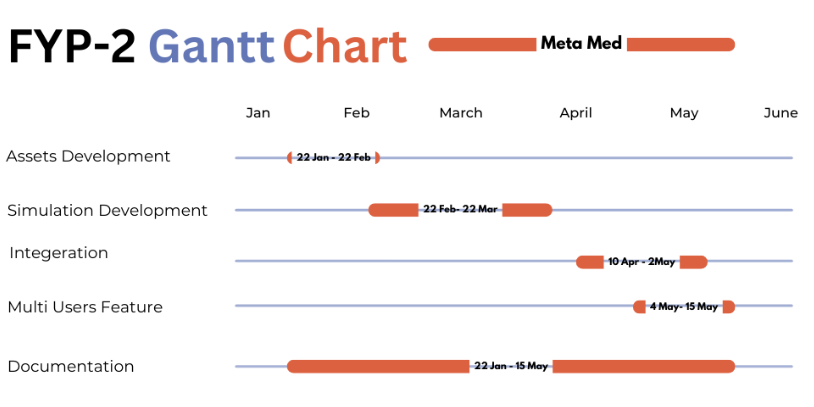 FYP-2 Gantt Chart Meta Med
Jan Feb March April May June
Assets Development 22 Jan - 22 Feb
Simulation Development 22 Feb- 22 Mar
Integeration 10 Apr - 2May
Multi Users Feature 4 May- 15 May
Documentation 22 Jan - 15 May